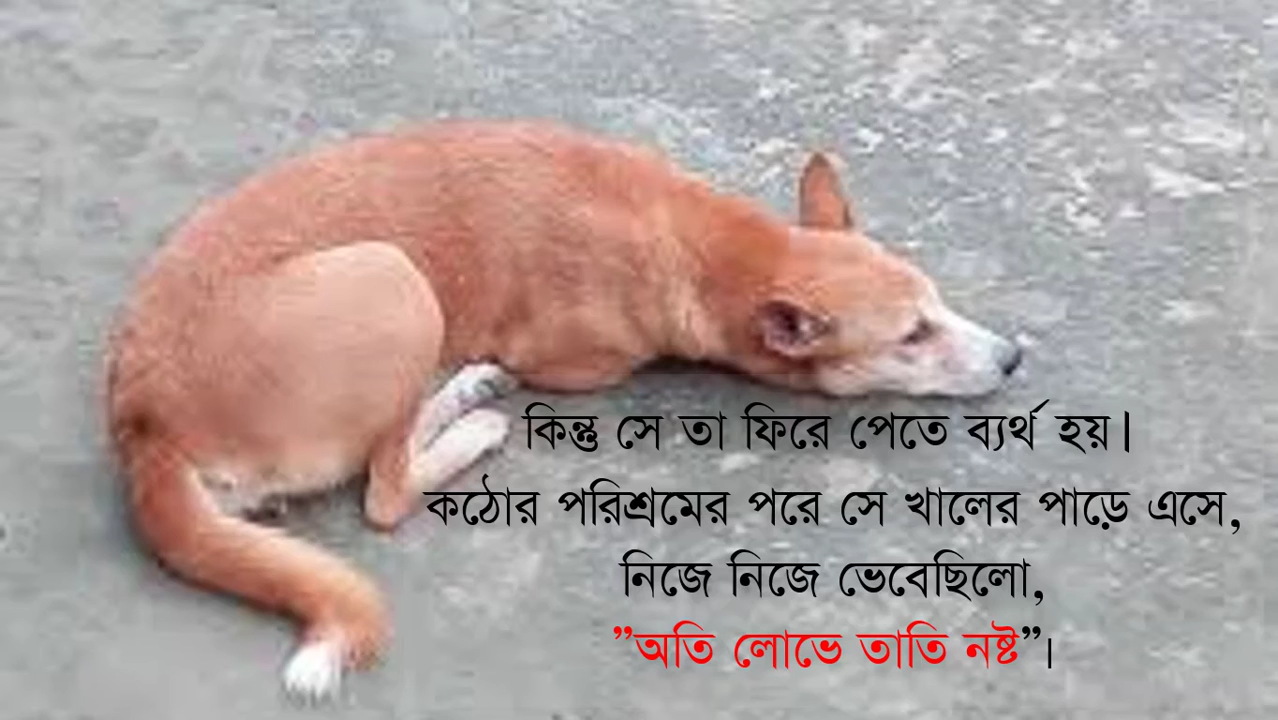 কিন্তু সে তা ফিরে পেতে ব্যর্থ হয়।
কঠোর পরিশ্রমের পরে সে খালের পাড়ে এসে,
নিজে নিজে ভেবেছিলো,
”অতি লোভে তাতি নষ্ট”।